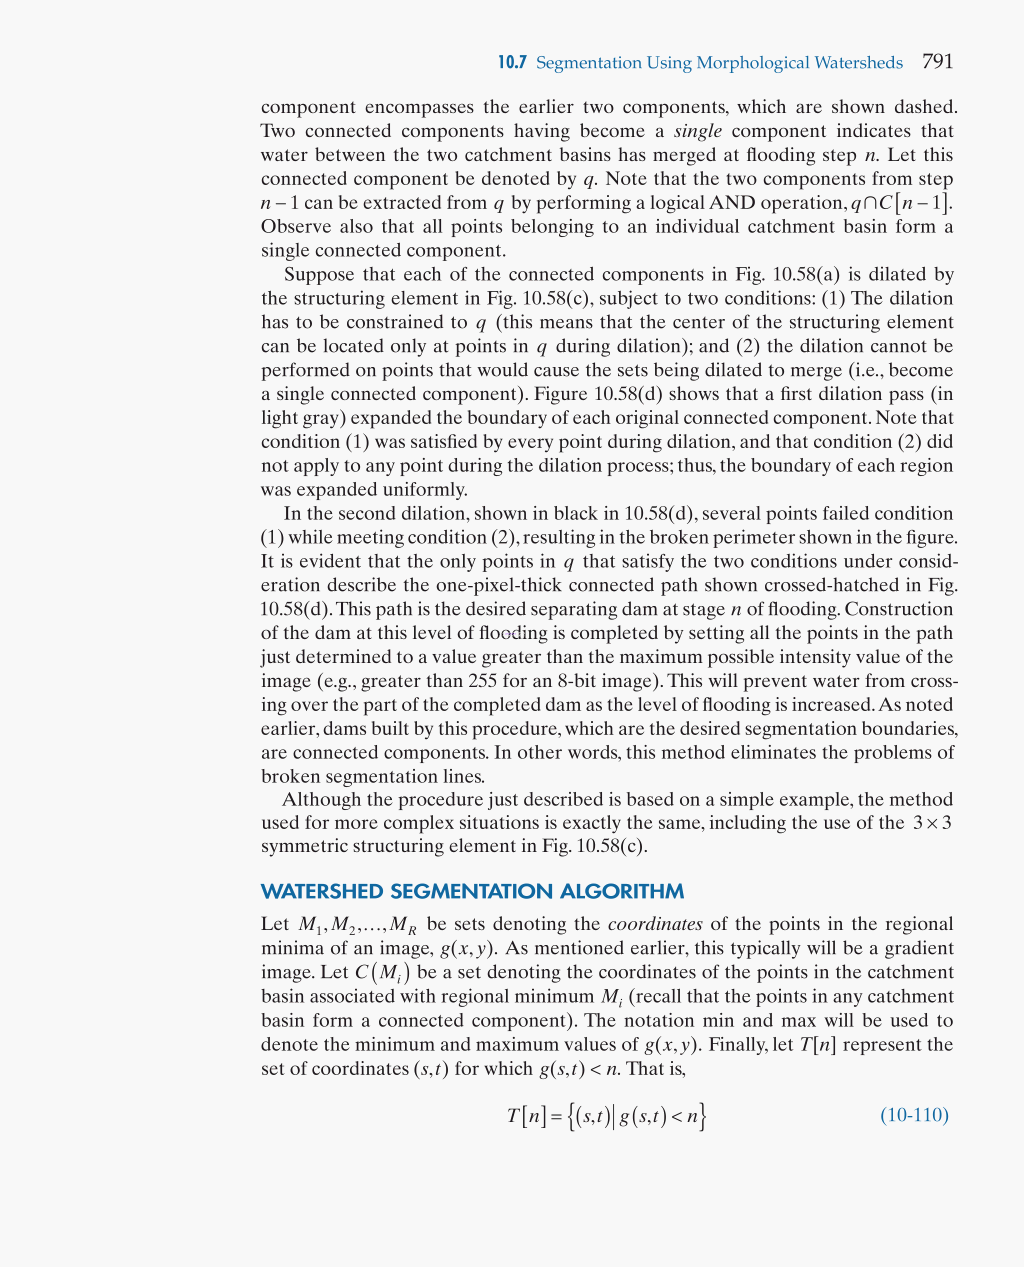 10.7 Segmentation Using Morphological Watersheds 791
component encompasses the earlier two components, which are shown dashed.
Two connected components having become a single component indicates that
water between the two catchment basins has merged at flooding step n. Let this
connected component be denoted by q. Note that the two components from step
n − 1 can be extracted from q by performing a logical AND operation, q∩C[n − 1].
Observe also that all points belonging to an individual catchment basin form a
single connected component.
Suppose that each of the connected components in Fig. 10.58(a) is dilated by
the structuring element in Fig. 10.58(c), subject to two conditions: (1) The dilation
has to be constrained to q (this means that the center of the structuring element
can be located only at points in q during dilation); and (2) the dilation cannot be
performed on points that would cause the sets being dilated to merge (i.e., become
a single connected component). Figure 10.58(d) shows that a first dilation pass (in
light gray) expanded the boundary of each original connected component. Note that
condition (1) was satisfied by every point during dilation, and that condition (2) did
not apply to any point during the dilation process; thus, the boundary of each region
was expanded uniformly.
In the second dilation, shown in black in 10.58(d), several points failed condition
(1) while meeting condition (2), resulting in the broken perimeter shown in the figure.
It is evident that the only points in q that satisfy the two conditions under consid-
eration describe the one-pixel-thick connected path shown crossed-hatched in Fig.
10.58(d). This path is the desired separating dam at stage n of flooding. Construction
of the dam at this level of flooding is completed by setting all the points in the path
just determined to a value greater than the maximum possible intensity value of the
image (e.g., greater than 255 for an 8-bit image). This will prevent water from cross-
ing over the part of the completed dam as the level of flooding is increased. As noted
earlier, dams built by this procedure, which are the desired segmentation boundaries,
are connected components. In other words, this method eliminates the problems of
broken segmentation lines.
Although the procedure just described is based on a simple example, the method
used for more complex situations is exactly the same, including the use of the 3 × 3
symmetric structuring element in Fig. 10.58(c).
WATERSHED SEGMENTATION ALGORITHM
Let M₁, M₂,…, M_R be sets denoting the coordinates of the points in the regional
minima of an image, g(x, y). As mentioned earlier, this typically will be a gradient
image. Let C(M_i) be a set denoting the coordinates of the points in the catchment
basin associated with regional minimum M_i (recall that the points in any catchment
basin form a connected component). The notation min and max will be used to
denote the minimum and maximum values of g(x, y). Finally, let T[n] represent the
set of coordinates (s,t) for which g(s,t) < n. That is,
T[n] = {(s,t)| g(s,t) < n} (10-110)